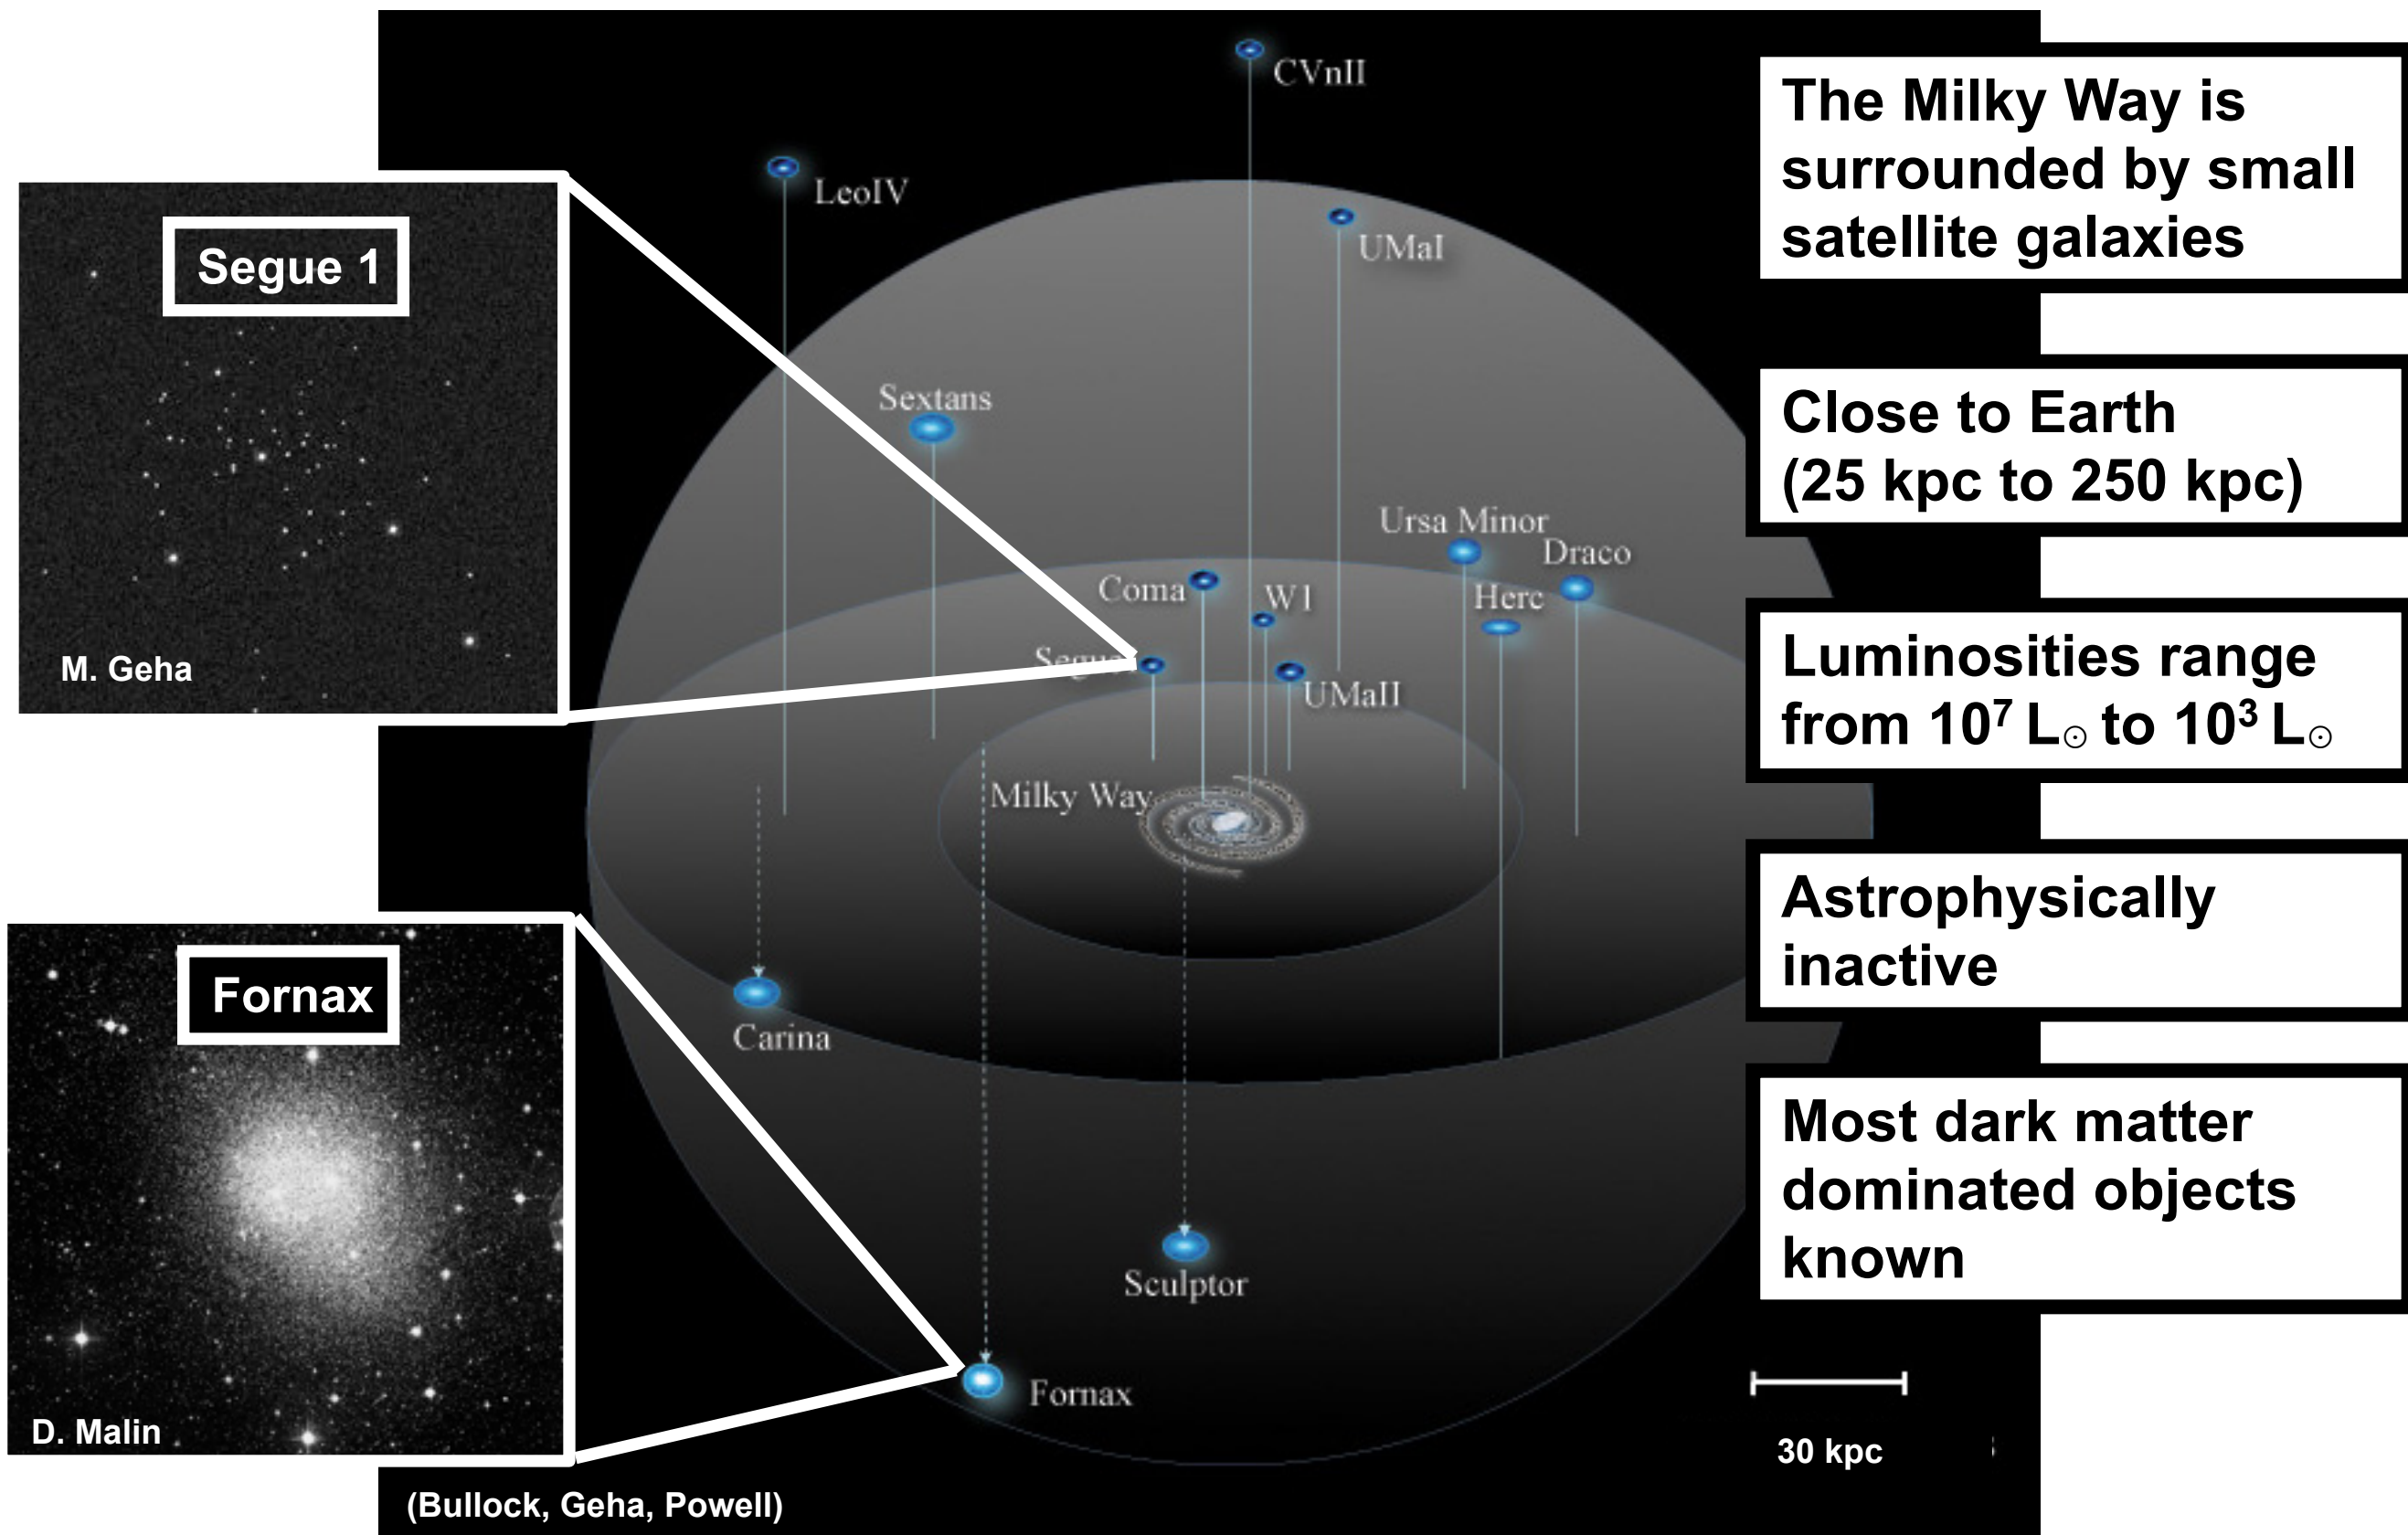 CVnII
LeoIV
UMaI
Segue 1
M. Geha
Sextans
Ursa Minor
Draco
Coma
W1
Herc
UMaII
Milky Way
Carina
Fornax
D. Malin
Sculptor
Fornax
30 kpc
(Bullock, Geha, Powell)
The Milky Way is
surrounded by small
satellite galaxies
Close to Earth
(25 kpc to 250 kpc)
Luminosities range
from 10⁷ L☉ to 10³ L☉
Astrophysically
inactive
Most dark matter
dominated objects
known